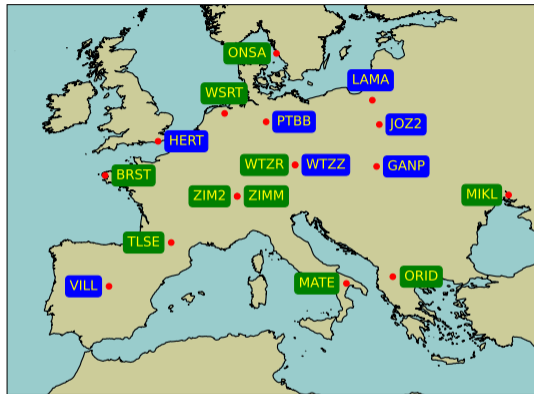 ONSA
LAMA
WSRT
PTBB
JOZ2
HERT
WTZR
WTZZ
GANP
BRST
ZIM2
ZIMM
MIKL
TLSE
VILL
MATE
ORID